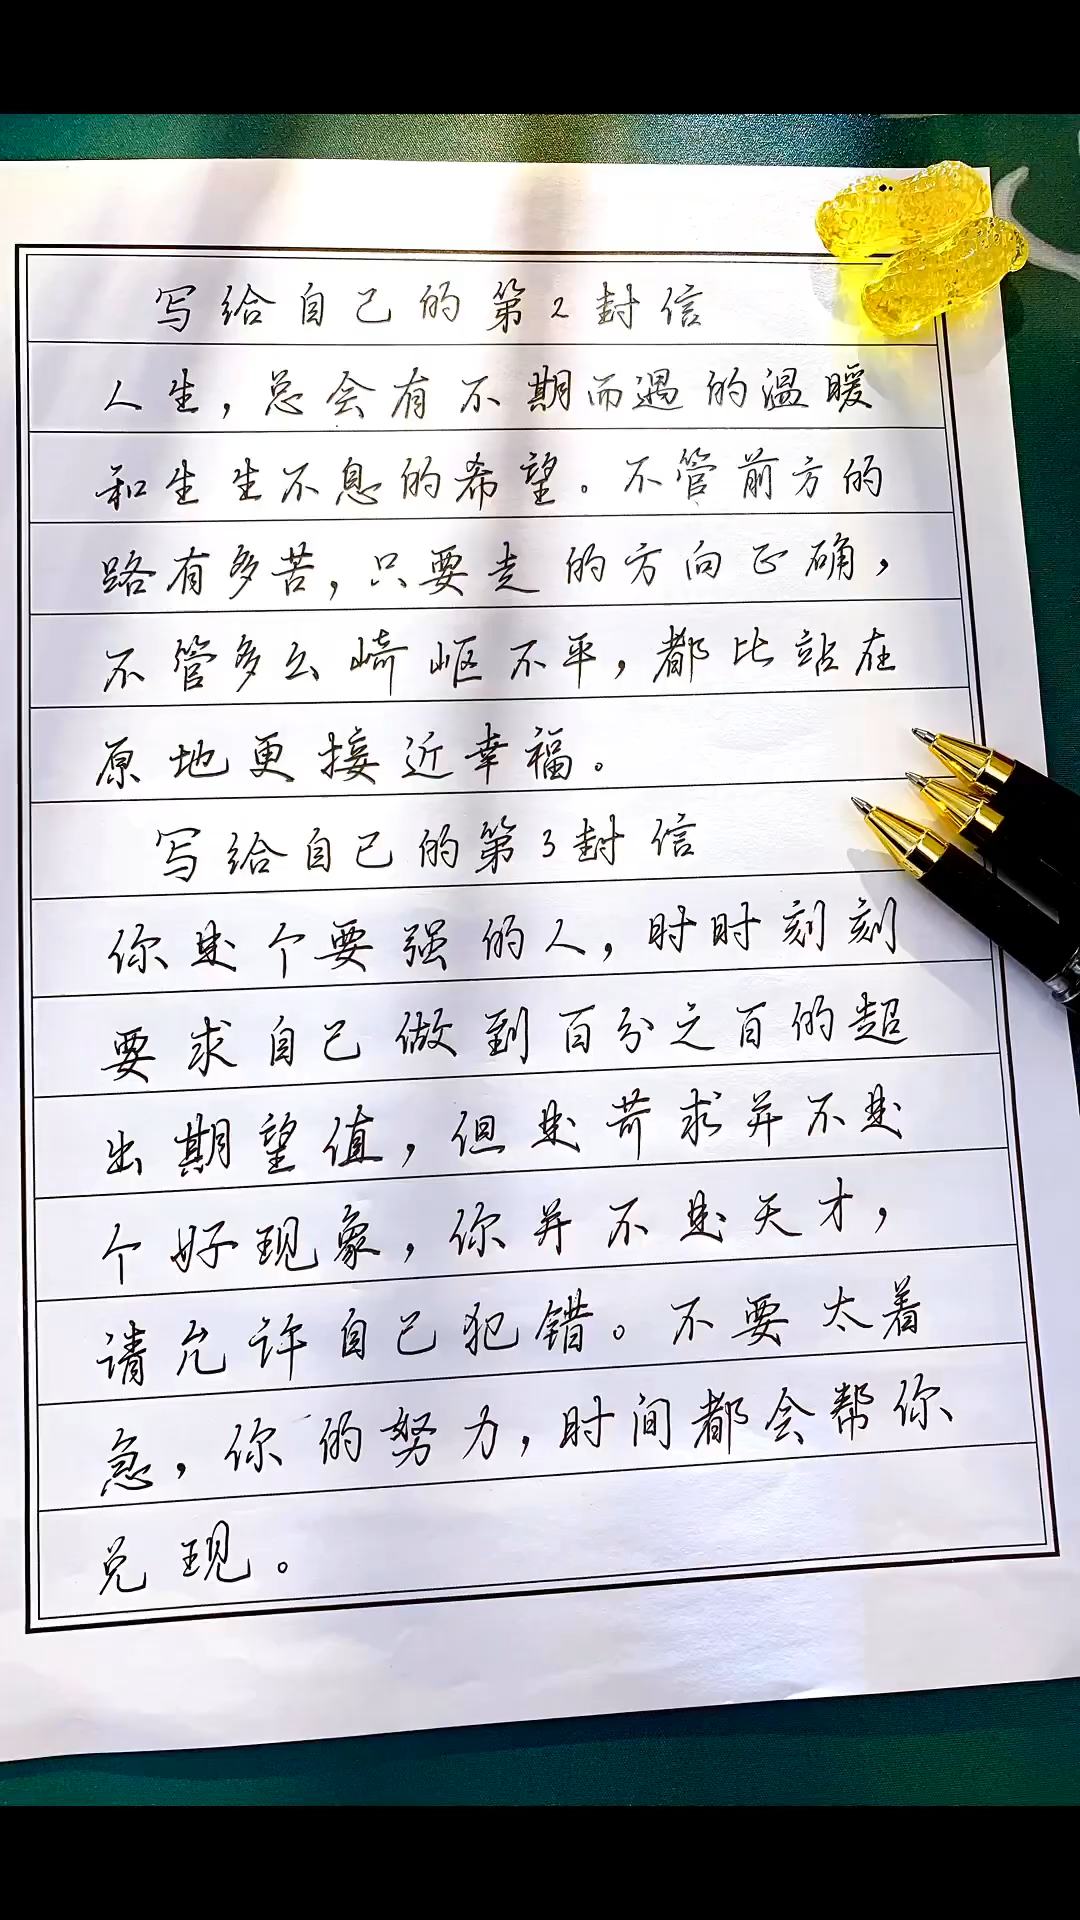 写给自己的第2封信
人生，总会有不期而遇的温暖
和生生不息的希望。不管前方的
路有多苦，只要走的方向正确，
不管多么崎岖不平，都比站在
原地更接近幸福。
写给自己的第3封信
你是个要强的人，时时刻刻
要求自己做到百分之百的超
出期望值，但是苛求并不是
个好现象，你并不是天才，
请允许自己犯错。不要太着
急，你的努力，时间都会帮你
兑现。